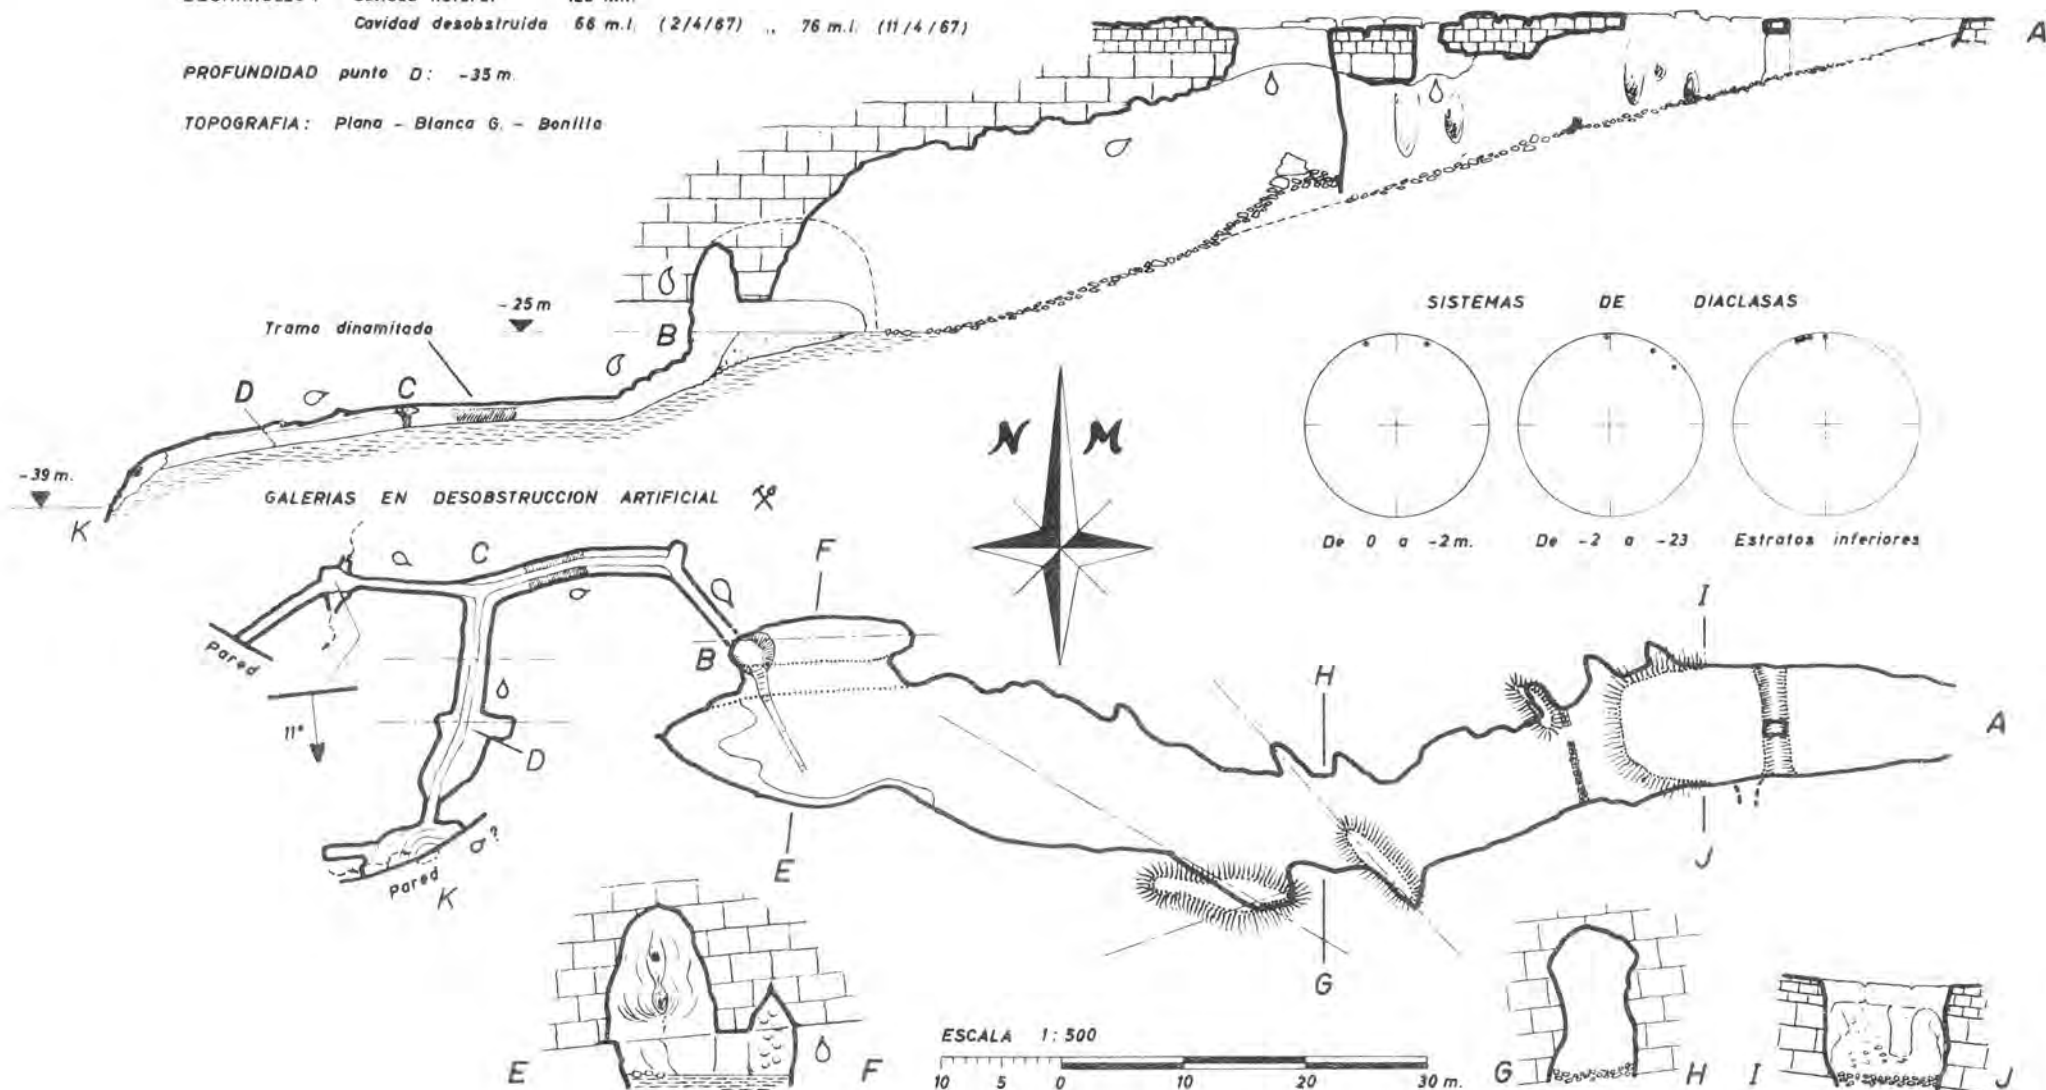 Cavidad desobstruida 66 m.l. (2/4/67) ,, 76 m.l. (11/4/67)
PROFUNDIDAD punto D: -35 m.
TOPOGRAFIA: Plana - Blanca G. - Bonilla
A
-25 m
Tramo dinamitado
B
D
C
-39 m.
K
SISTEMAS DE DIACLASAS
De 0 a -2 m.
De -2 a -23
Estratos inferiores
N M
GALERIAS EN DESOBSTRUCCION ARTIFICIAL
C
F
B
Pared
11°
D
?
Pared
K
E
H
G
I
J
A
E
F
ESCALA 1:500
10 5 0 10 20 30 m.
G
H
I
J